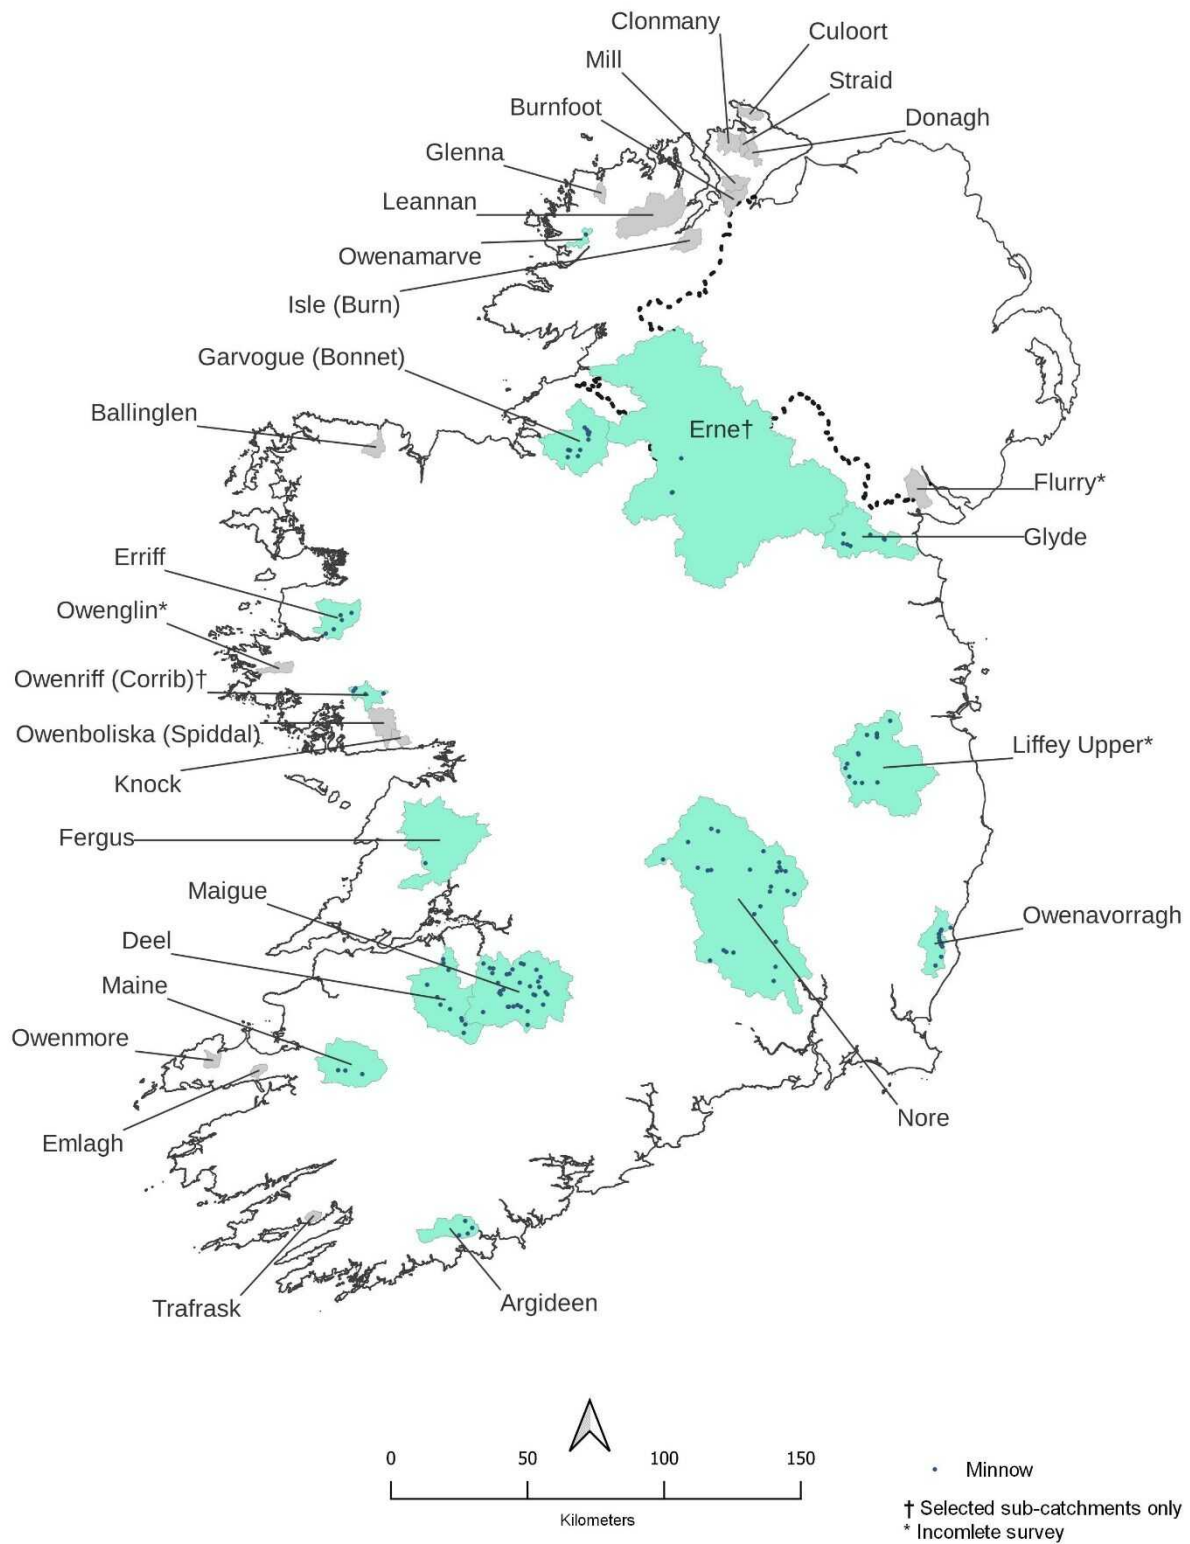 Clonmany
Culoort
Mill
Straid
Burnfoot
Donagh
Glenna
Leannan
Owenamarve
Isle (Burn)
Garvogue (Bonnet)
Ballinglen
Erne†
Flurry*
Glyde
Erriff
Owenglin*
Owenriff (Corrib)†
Owenboliska (Spiddal)
Liffey Upper*
Knock
Fergus
Maigue
Owenavorragh
Deel
Maine
Owenmore
Nore
Emlagh
Trafrask
Argideen
0 50 100 150
Kilometers
Minnow
† Selected sub-catchments only
* Incomlete survey